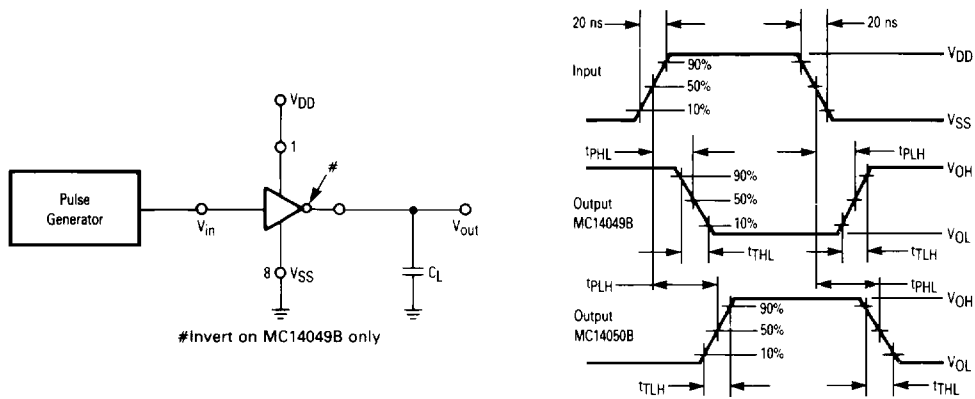 VDD
1
#
Pulse
Generator
Vin
Vout
8
VSS
CL
#Invert on MC14049B only
20 ns
20 ns
Input
90%
50%
10%
VDD
VSS
tPHL
tPLH
Output
MC14049B
90%
50%
10%
VOH
VOL
tTHL
tTLH
tPLH
tPHL
Output
MC14050B
90%
50%
10%
VOH
VOL
tTLH
tTHL